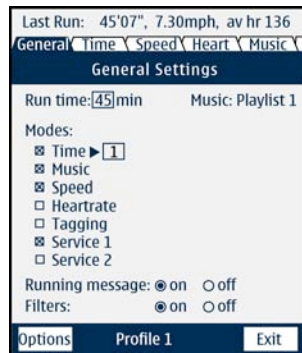 Last Run: 45'07", 7.30mph, av hr 136
General Time Speed Heart Music
General Settings
Run time: 45 min Music: Playlist 1
Modes:
Time 1
Music
Speed
Heartrate
Tagging
Service 1
Service 2
Running message: on off
Filters: on off
Options Profile 1 Exit